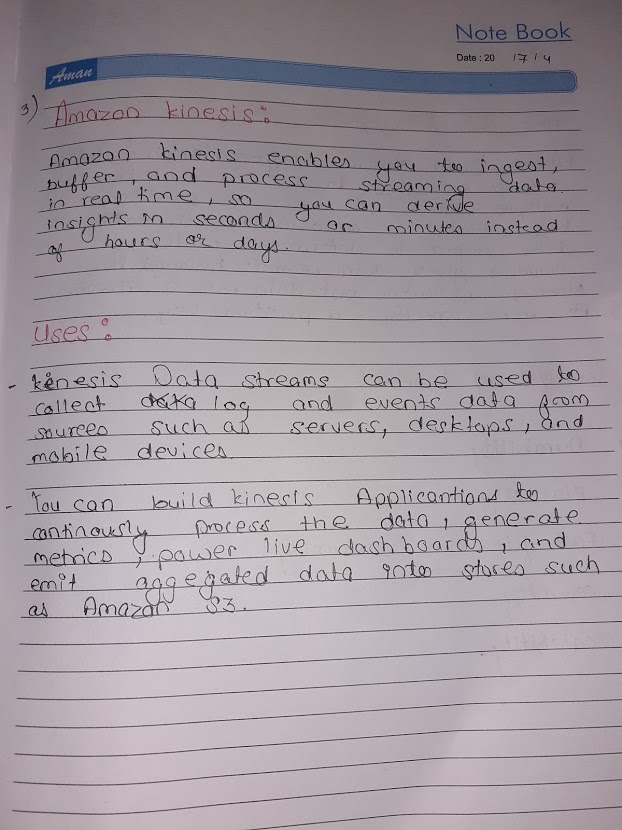 Note Book
Date : 20 17 / 4
Aman
3) Amazon kinesis :
Amazon kinesis enables you to ingest,
buffer, and process streaming data
in real time, so you can derive
insights in seconds or minutes instead
of hours or days.
Uses :
- kenesis Data streams can be used to
collect log and events data from
sources such as servers, desktops, and
mobile devices
- You can build kinesis Applicantions to
continously process the data, generate
metrics, power live dashboards, and
emit aggegated data into stores such
as Amazon S3.